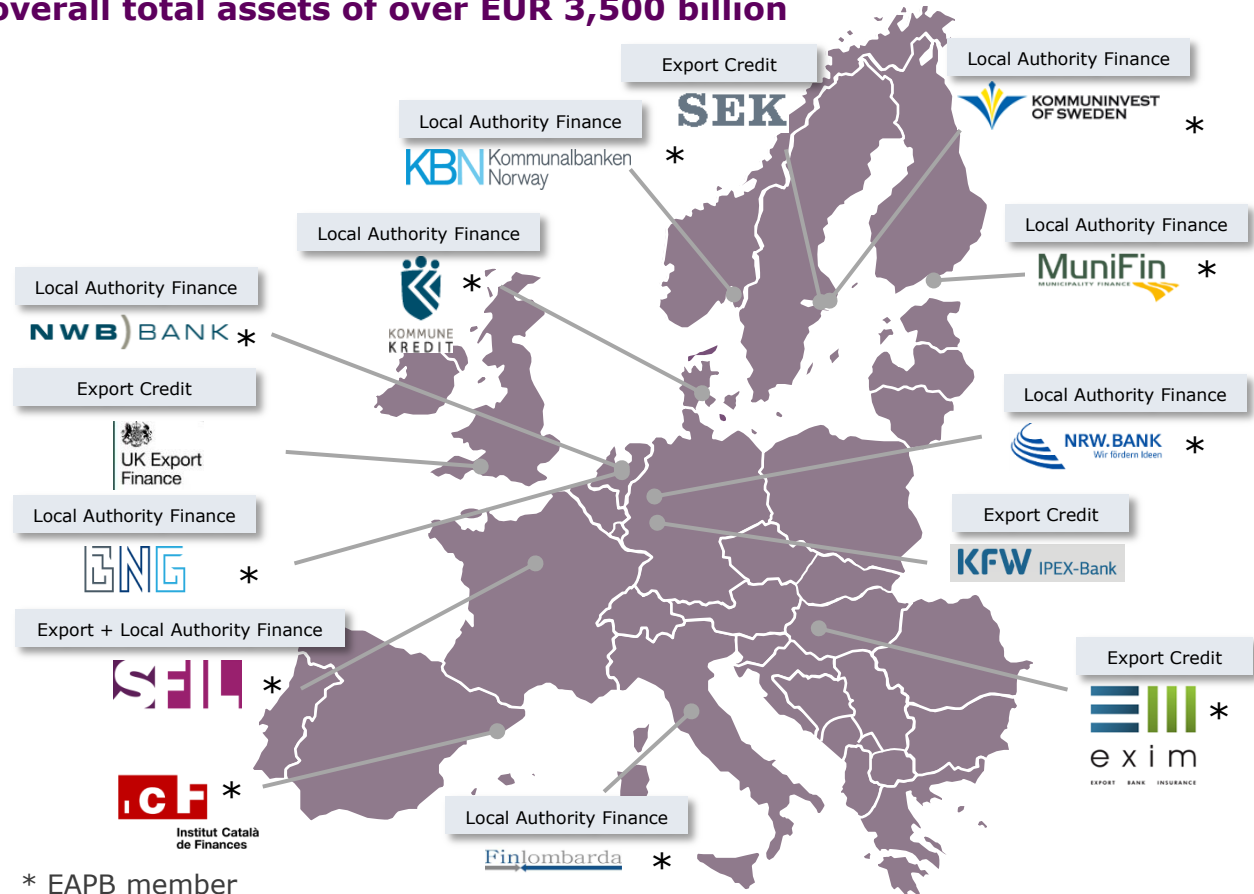 overall total assets of over EUR 3,500 billion
Export Credit
SEK
Local Authority Finance
KOMMUNINVEST
OF SWEDEN
*
Local Authority Finance
KBN Kommunalbanken
Norway
*
Local Authority Finance
KOMMUNE
KREDIT
*
Local Authority Finance
MuniFin
MUNICIPALITY FINANCE
*
Local Authority Finance
NWB)BANK
*
Export Credit
UK Export
Finance
Local Authority Finance
NRW.BANK
Wir fördern Ideen
*
Local Authority Finance
BNG
*
Export Credit
KFW IPEX-Bank
Export + Local Authority Finance
SFIL
*
Export Credit
exim
EXPORT BANK INSURANCE
*
ICF
Institut Català
de Finances
*
Local Authority Finance
Finlombarda
*
* EAPB member